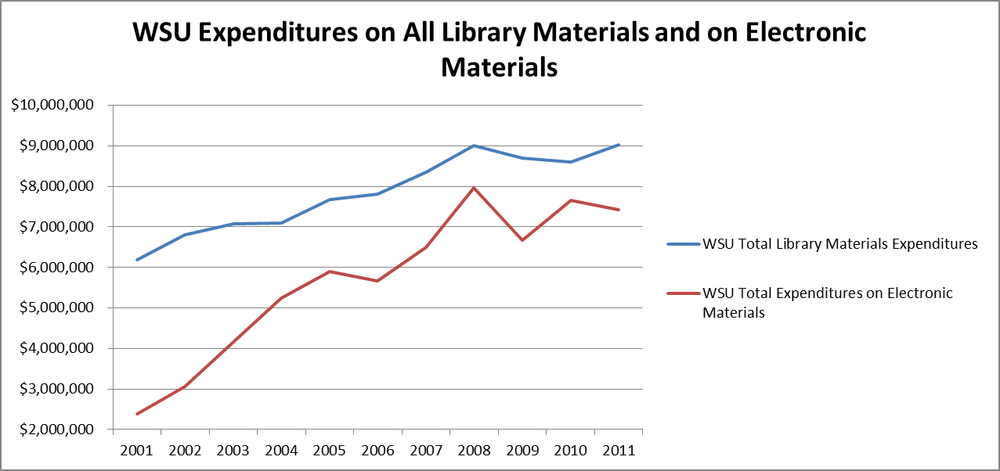 WSU Expenditures on All Library Materials and on Electronic
Materials
$10,000,000
$9,000,000
$8,000,000
$7,000,000
$6,000,000
$5,000,000
$4,000,000
$3,000,000
$2,000,000
2001 2002 2003 2004 2005 2006 2007 2008 2009 2010 2011
WSU Total Library Materials Expenditures
WSU Total Expenditures on Electronic
Materials